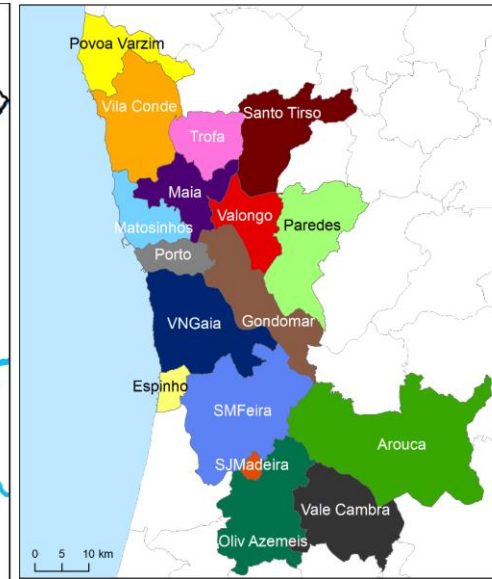 Povoa Varzim
Vila Conde
Santo Tirso
Trofa
Maia
Valongo
Paredes
Matosinhos
Porto
VNGaia
Gondomar
Espinho
SMFeira
Arouca
SJMadeira
Vale Cambra
Oliv Azemeis
0 5 10 km